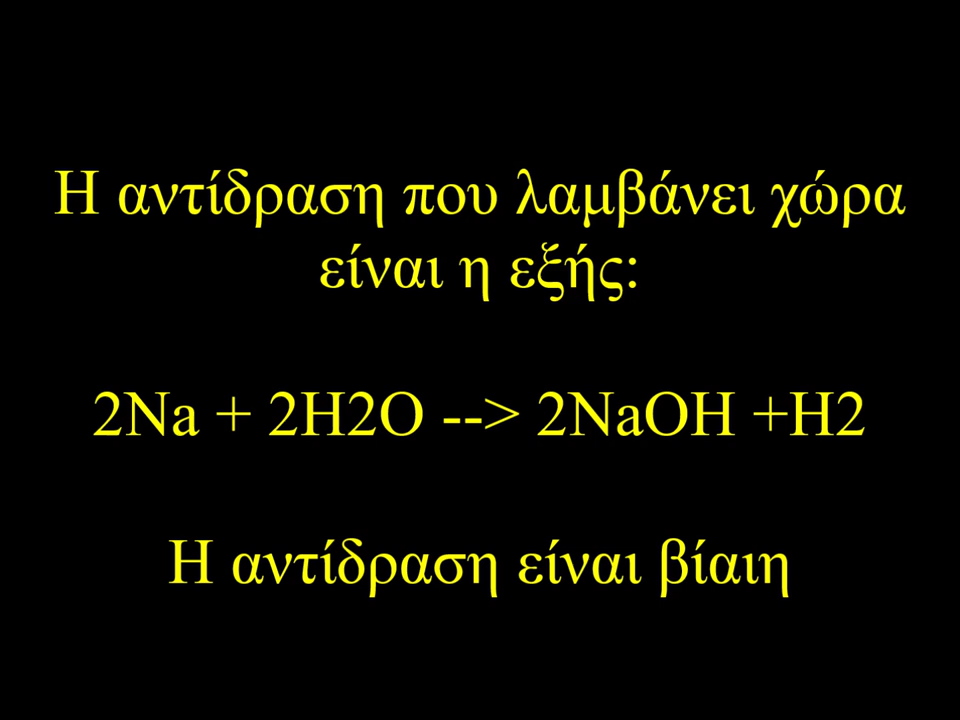 Η αντίδραση που λαμβάνει χώρα
είναι η εξής:
2Na + 2H2O --> 2NaOH +H2
Η αντίδραση είναι βίαιη